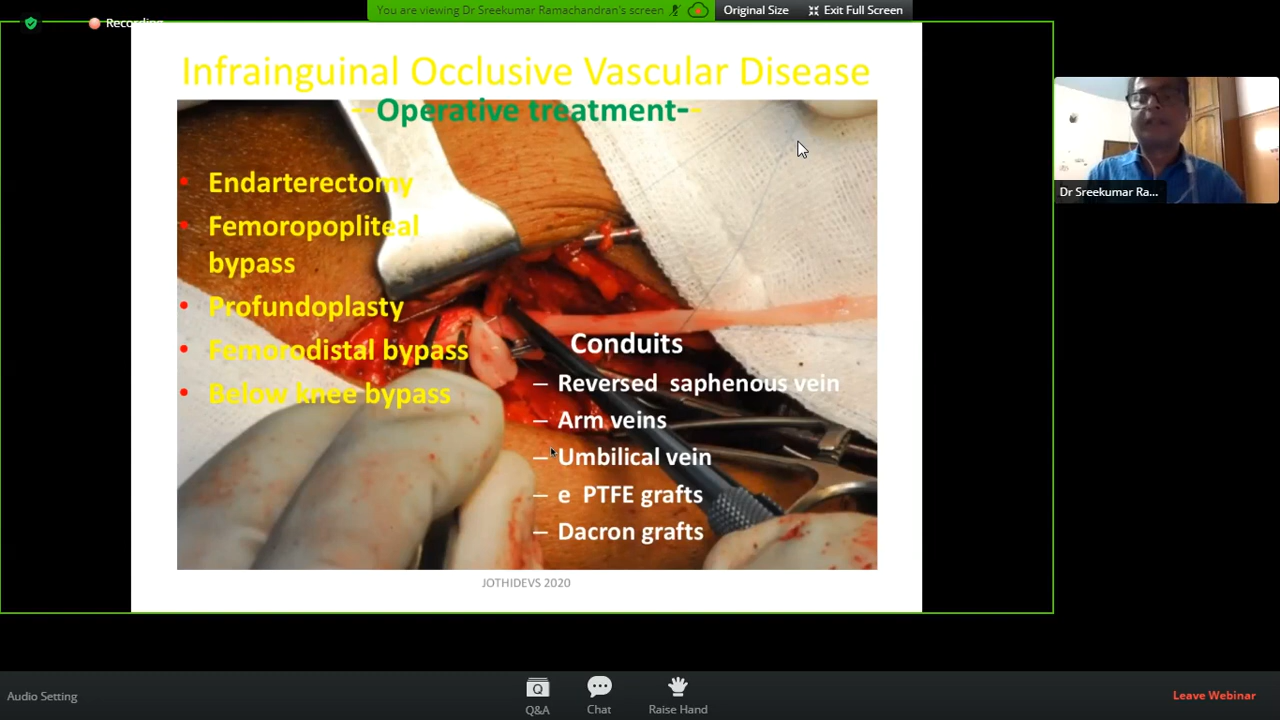 You are viewing Dr Sreekumar Ramachandran's screen
Original Size
Exit Full Screen
Recording
Infrainguinal Occlusive Vascular Disease
--Operative treatment--
• Endarterectomy
• Femoropopliteal
bypass
• Profundoplasty
• Femorodistal bypass
• Below knee bypass
Conduits
– Reversed saphenous vein
– Arm veins
– Umbilical vein
– e PTFE grafts
– Dacron grafts
JOTHIDEVS 2020
Dr Sreekumar Ra...
Audio Setting
Q&A
Chat
Raise Hand
Leave Webinar